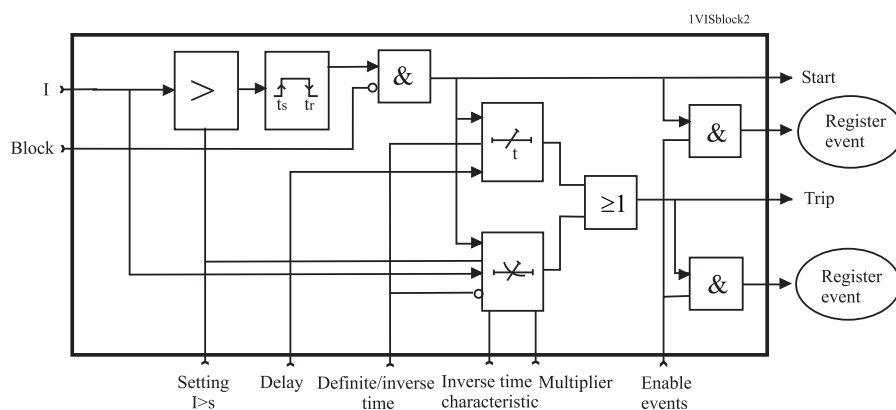 1VISblock2
I
>
ts tr
&
Start
Block
t
&
Register
event
≥1
Trip
&
Register
event
Setting
I>s
Delay
Definite/inverse
time
Inverse time
characteristic
Multiplier
Enable
events